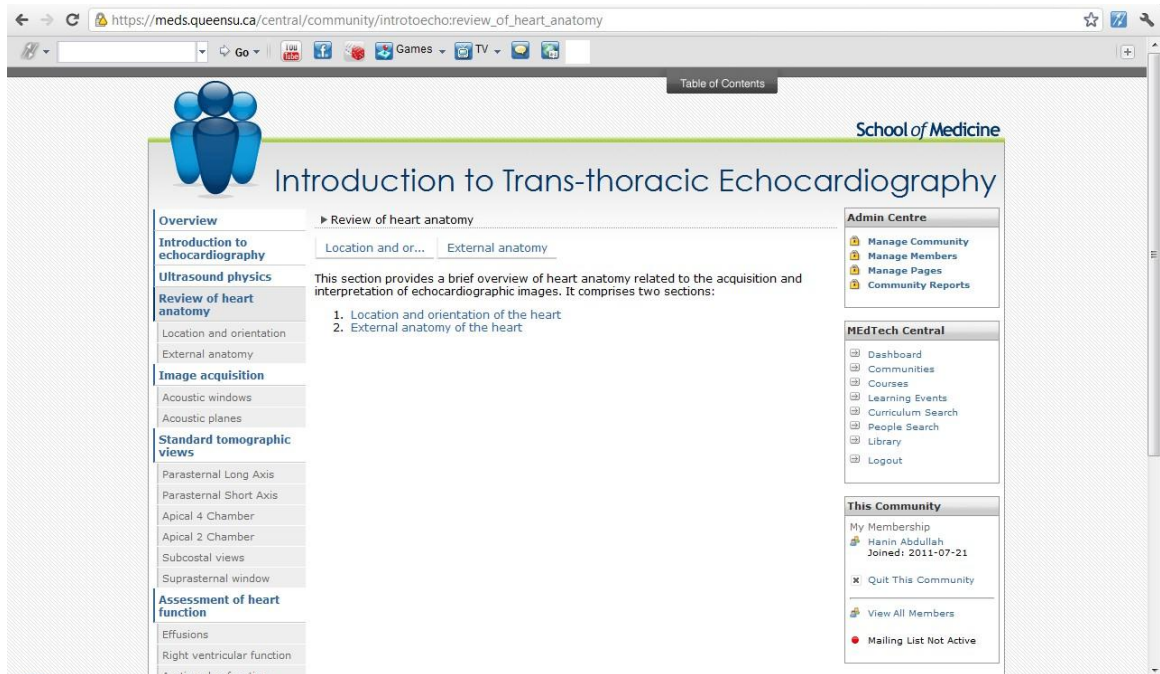 https://meds.queensu.ca/central/community/introtoecho:review_of_heart_anatomy
Go
You
Tube
Games
TV
Table of Contents
School of Medicine
Introduction to Trans-thoracic Echocardiography
Overview
Introduction to
echocardiography
Ultrasound physics
Review of heart
anatomy
Location and orientation
External anatomy
Image acquisition
Acoustic windows
Acoustic planes
Standard tomographic
views
Parasternal Long Axis
Parasternal Short Axis
Apical 4 Chamber
Apical 2 Chamber
Subcostal views
Suprasternal window
Assessment of heart
function
Effusions
Right ventricular function
Review of heart anatomy
Location and or...
External anatomy
This section provides a brief overview of heart anatomy related to the acquisition and
interpretation of echocardiographic images. It comprises two sections:
1. Location and orientation of the heart
2. External anatomy of the heart
Admin Centre
Manage Community
Manage Members
Manage Pages
Community Reports
MEdTech Central
Dashboard
Communities
Courses
Learning Events
Curriculum Search
People Search
Library
Logout
This Community
My Membership
Hanin Abdullah
Joined: 2011-07-21
Quit This Community
View All Members
Mailing List Not Active